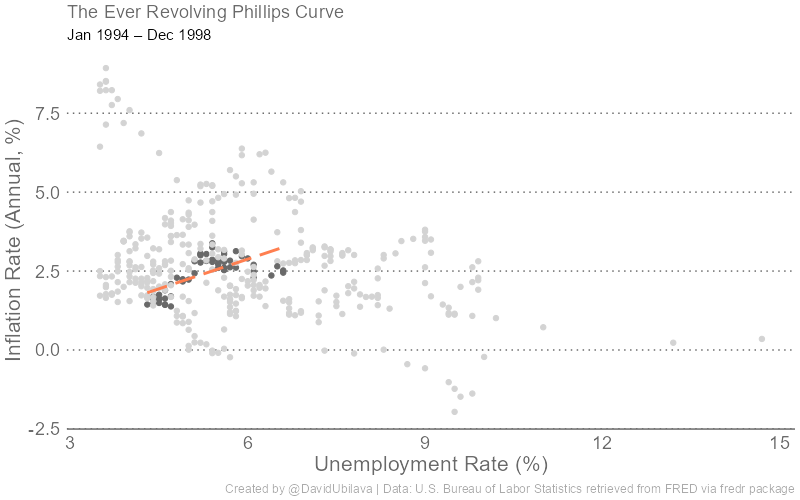 The Ever Revolving Phillips Curve
Jan 1994 – Dec 1998
Inflation Rate (Annual, %)
7.5
5.0
2.5
0.0
-2.5
3 6 9 12 15
Unemployment Rate (%)
Created by @DavidUbilava | Data: U.S. Bureau of Labor Statistics retrieved from FRED via fredr package